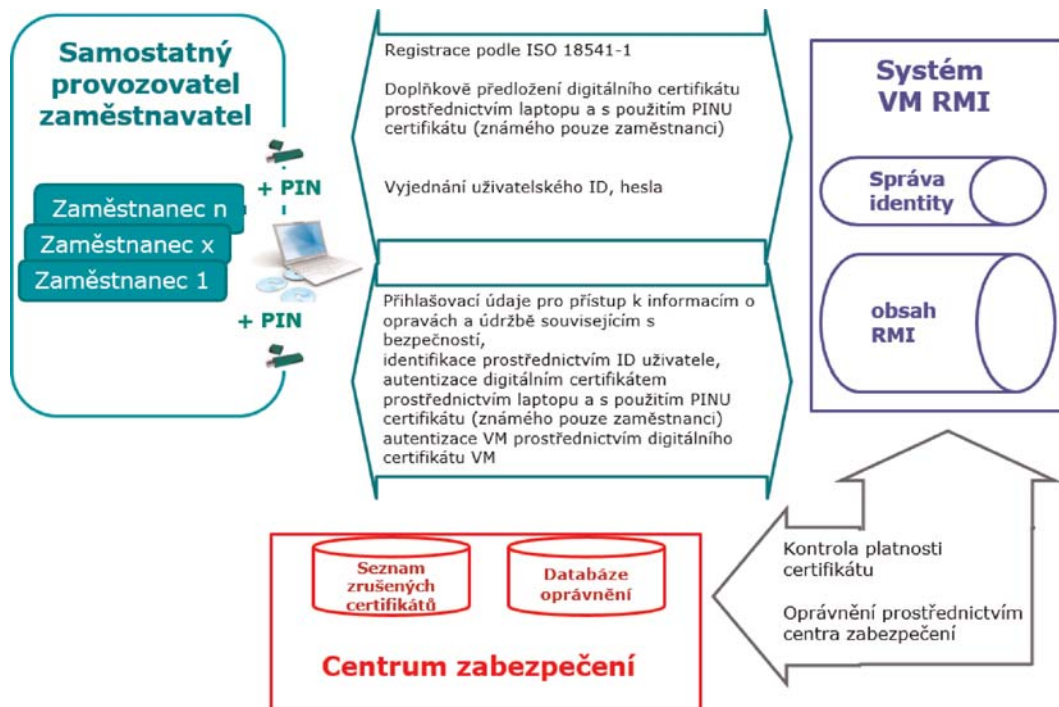 Samostatný
provozovatel
zaměstnavatel
+ PIN
Zaměstnanec n
Zaměstnanec x
Zaměstnanec 1
+ PIN
Registrace podle ISO 18541-1
Doplňkově předložení digitálního certifikátu
prostřednictvím laptopu a s použitím PINU
certifikátu (známého pouze zaměstnanci)
Vyjednání uživatelského ID, hesla
Přihlašovací údaje pro přístup k informacím o
opravách a údržbě souvisejícím s
bezpečností,
identifikace prostřednictvím ID uživatele,
autentizace digitálním certifikátem
prostřednictvím laptopu a s použitím PINU
certifikátu (známého pouze zaměstnanci)
autentizace VM prostřednictvím digitálního
certifikátu VM
Systém
VM RMI
Správa
identity
obsah
RMI
Kontrola platnosti
certifikátu
Oprávnění prostřednictvím
centra zabezpečení
Seznam
zrušených
certifikátů
Databáze
oprávnění
Centrum zabezpečení